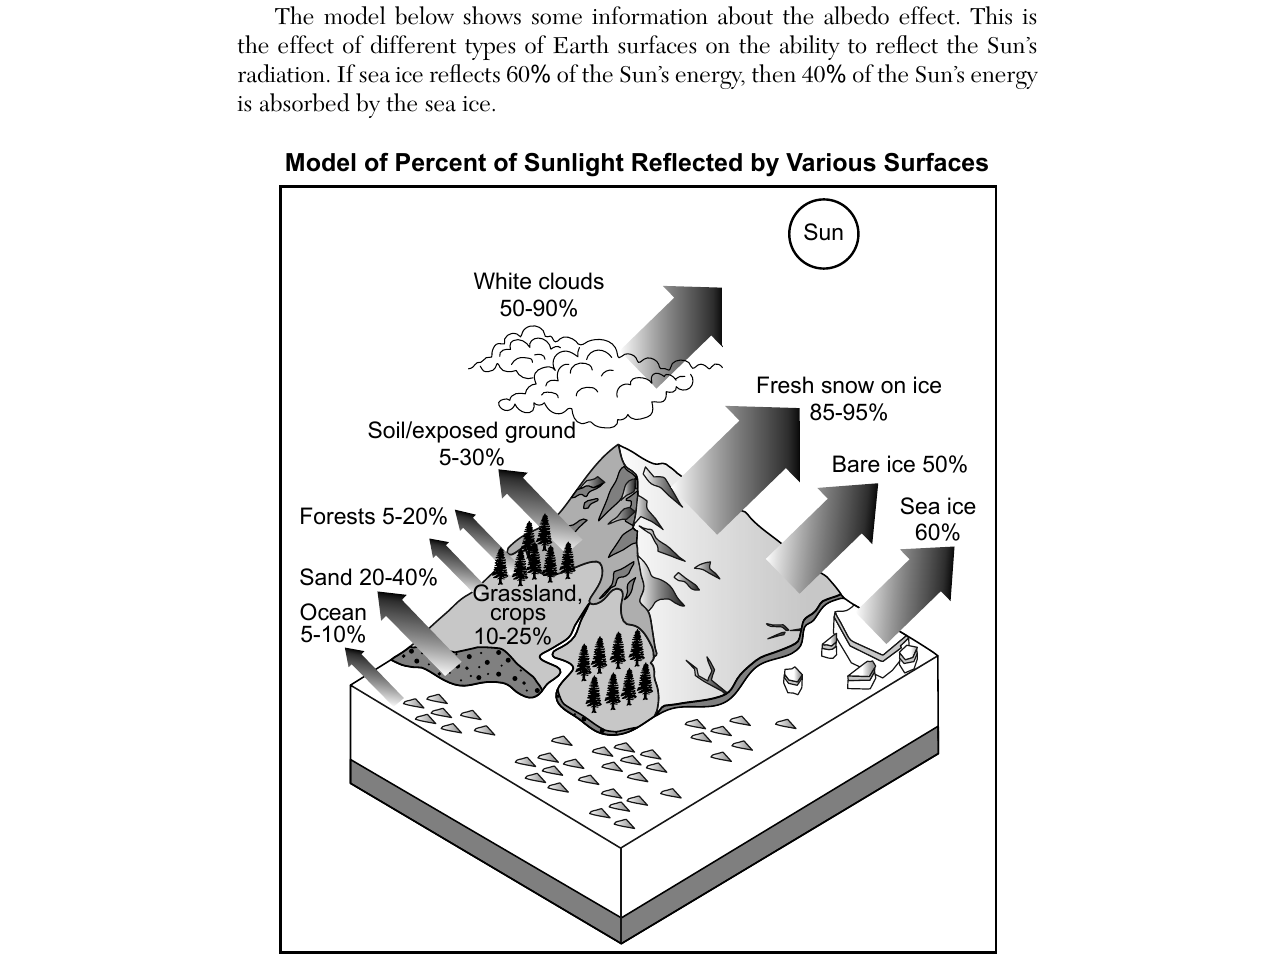 The model below shows some information about the albedo effect. This is
the effect of different types of Earth surfaces on the ability to reflect the Sun’s
radiation. If sea ice reflects 60% of the Sun’s energy, then 40% of the Sun’s energy
is absorbed by the sea ice.
Model of Percent of Sunlight Reflected by Various Surfaces
Sun
White clouds
50-90%
Fresh snow on ice
85-95%
Soil/exposed ground
5-30%
Bare ice 50%
Sea ice
60%
Forests 5-20%
Sand 20-40%
Grassland,
crops
10-25%
Ocean
5-10%